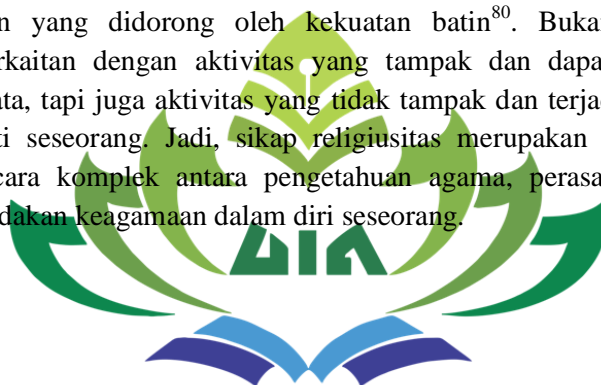 n yang didorong oleh kekuatan batin⁸⁰. Buka
rkaitan dengan aktivitas yang tampak dan dapa
ata, tapi juga aktivitas yang tidak tampak dan terja
ti seseorang. Jadi, sikap religiusitas merupakan
cara komplek antara pengetahuan agama, perasa
dakan keagamaan dalam diri seseorang.
UIN